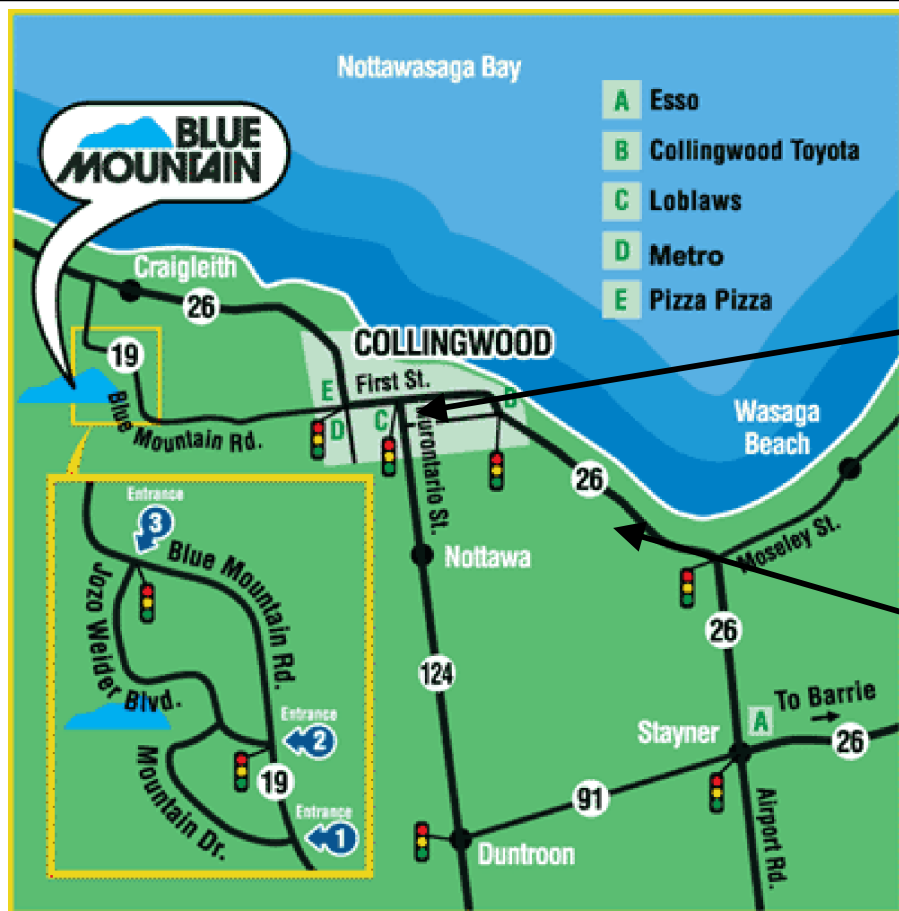 Nottawasaga Bay
A Esso
B Collingwood Toyota
C Loblaws
D Metro
E Pizza Pizza
BLUE
MOUNTAIN
Craigleith
26
19
COLLINGWOOD
First St.
E
D
C
B
Blue Mountain Rd.
Hurontario St.
Wasaga
Beach
26
Moseley St.
Nottawa
26
124
To Barrie
A
Stayner
26
91
Airport Rd.
Duntroon
Entrance
3
Blue Mountain Rd.
Jozo Weider Blvd.
Entrance
2
19
Mountain Dr.
Entrance
1